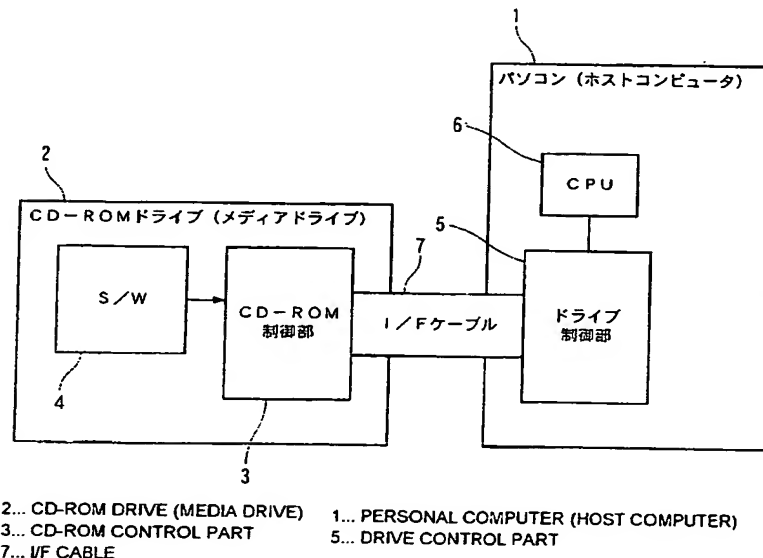 1
パソコン（ホストコンピュータ）
6
CPU
2
CD－ROMドライブ（メディアドライブ）
5
7
S／W
CD－ROM
制御部
I／Fケーブル
ドライブ
制御部
4
3
2... CD-ROM DRIVE (MEDIA DRIVE)
3... CD-ROM CONTROL PART
7... I/F CABLE
1... PERSONAL COMPUTER (HOST COMPUTER)
5... DRIVE CONTROL PART